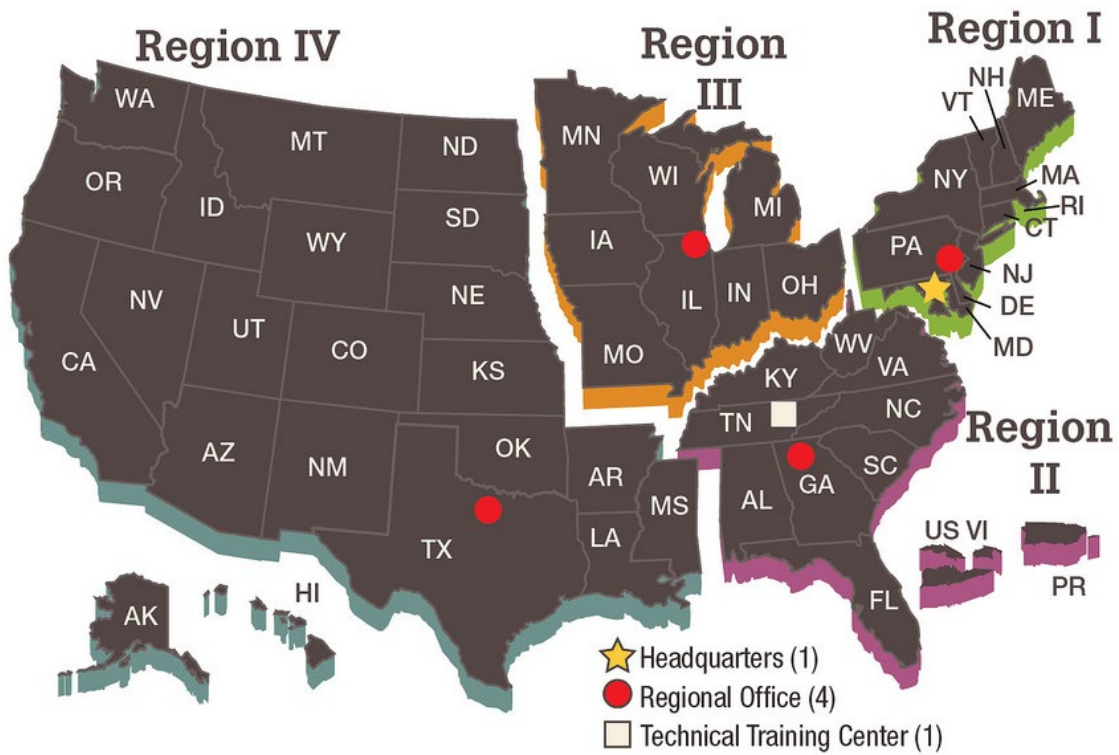 Region IV
Region
III
Region I
WA
MT
ND
OR
ID
SD
WY
NE
NV
UT
CO
KS
CA
AZ
NM
OK
AR
TX
LA
MS
AK
HI
MN
WI
MI
IA
IL
IN
OH
MO
NH
VT
ME
NY
MA
RI
CT
PA
NJ
DE
MD
WV
KY
VA
TN
NC
SC
AL
GA
FL
Region
II
US VI
PR
Headquarters (1)
Regional Office (4)
Technical Training Center (1)